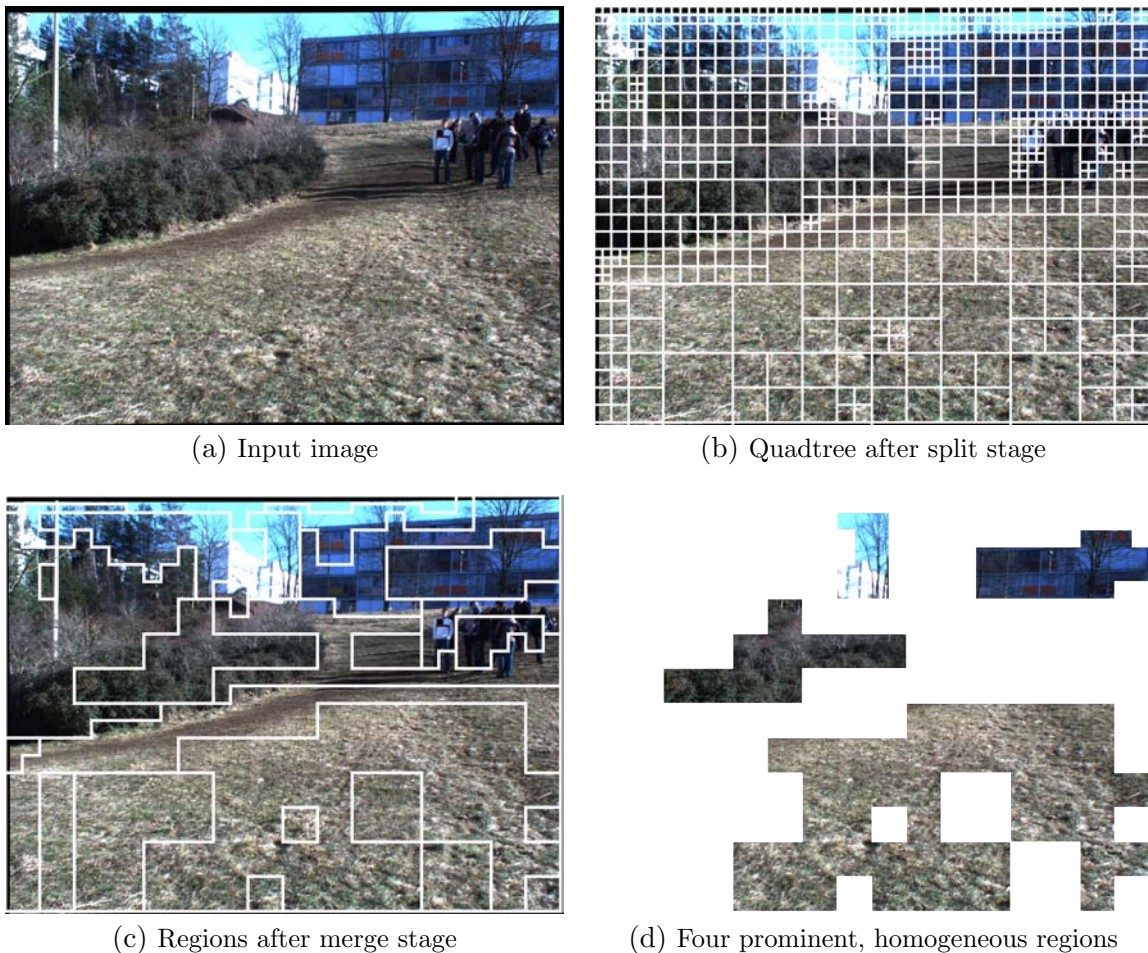 (a) Input image
(b) Quadtree after split stage
(c) Regions after merge stage
(d) Four prominent, homogeneous regions